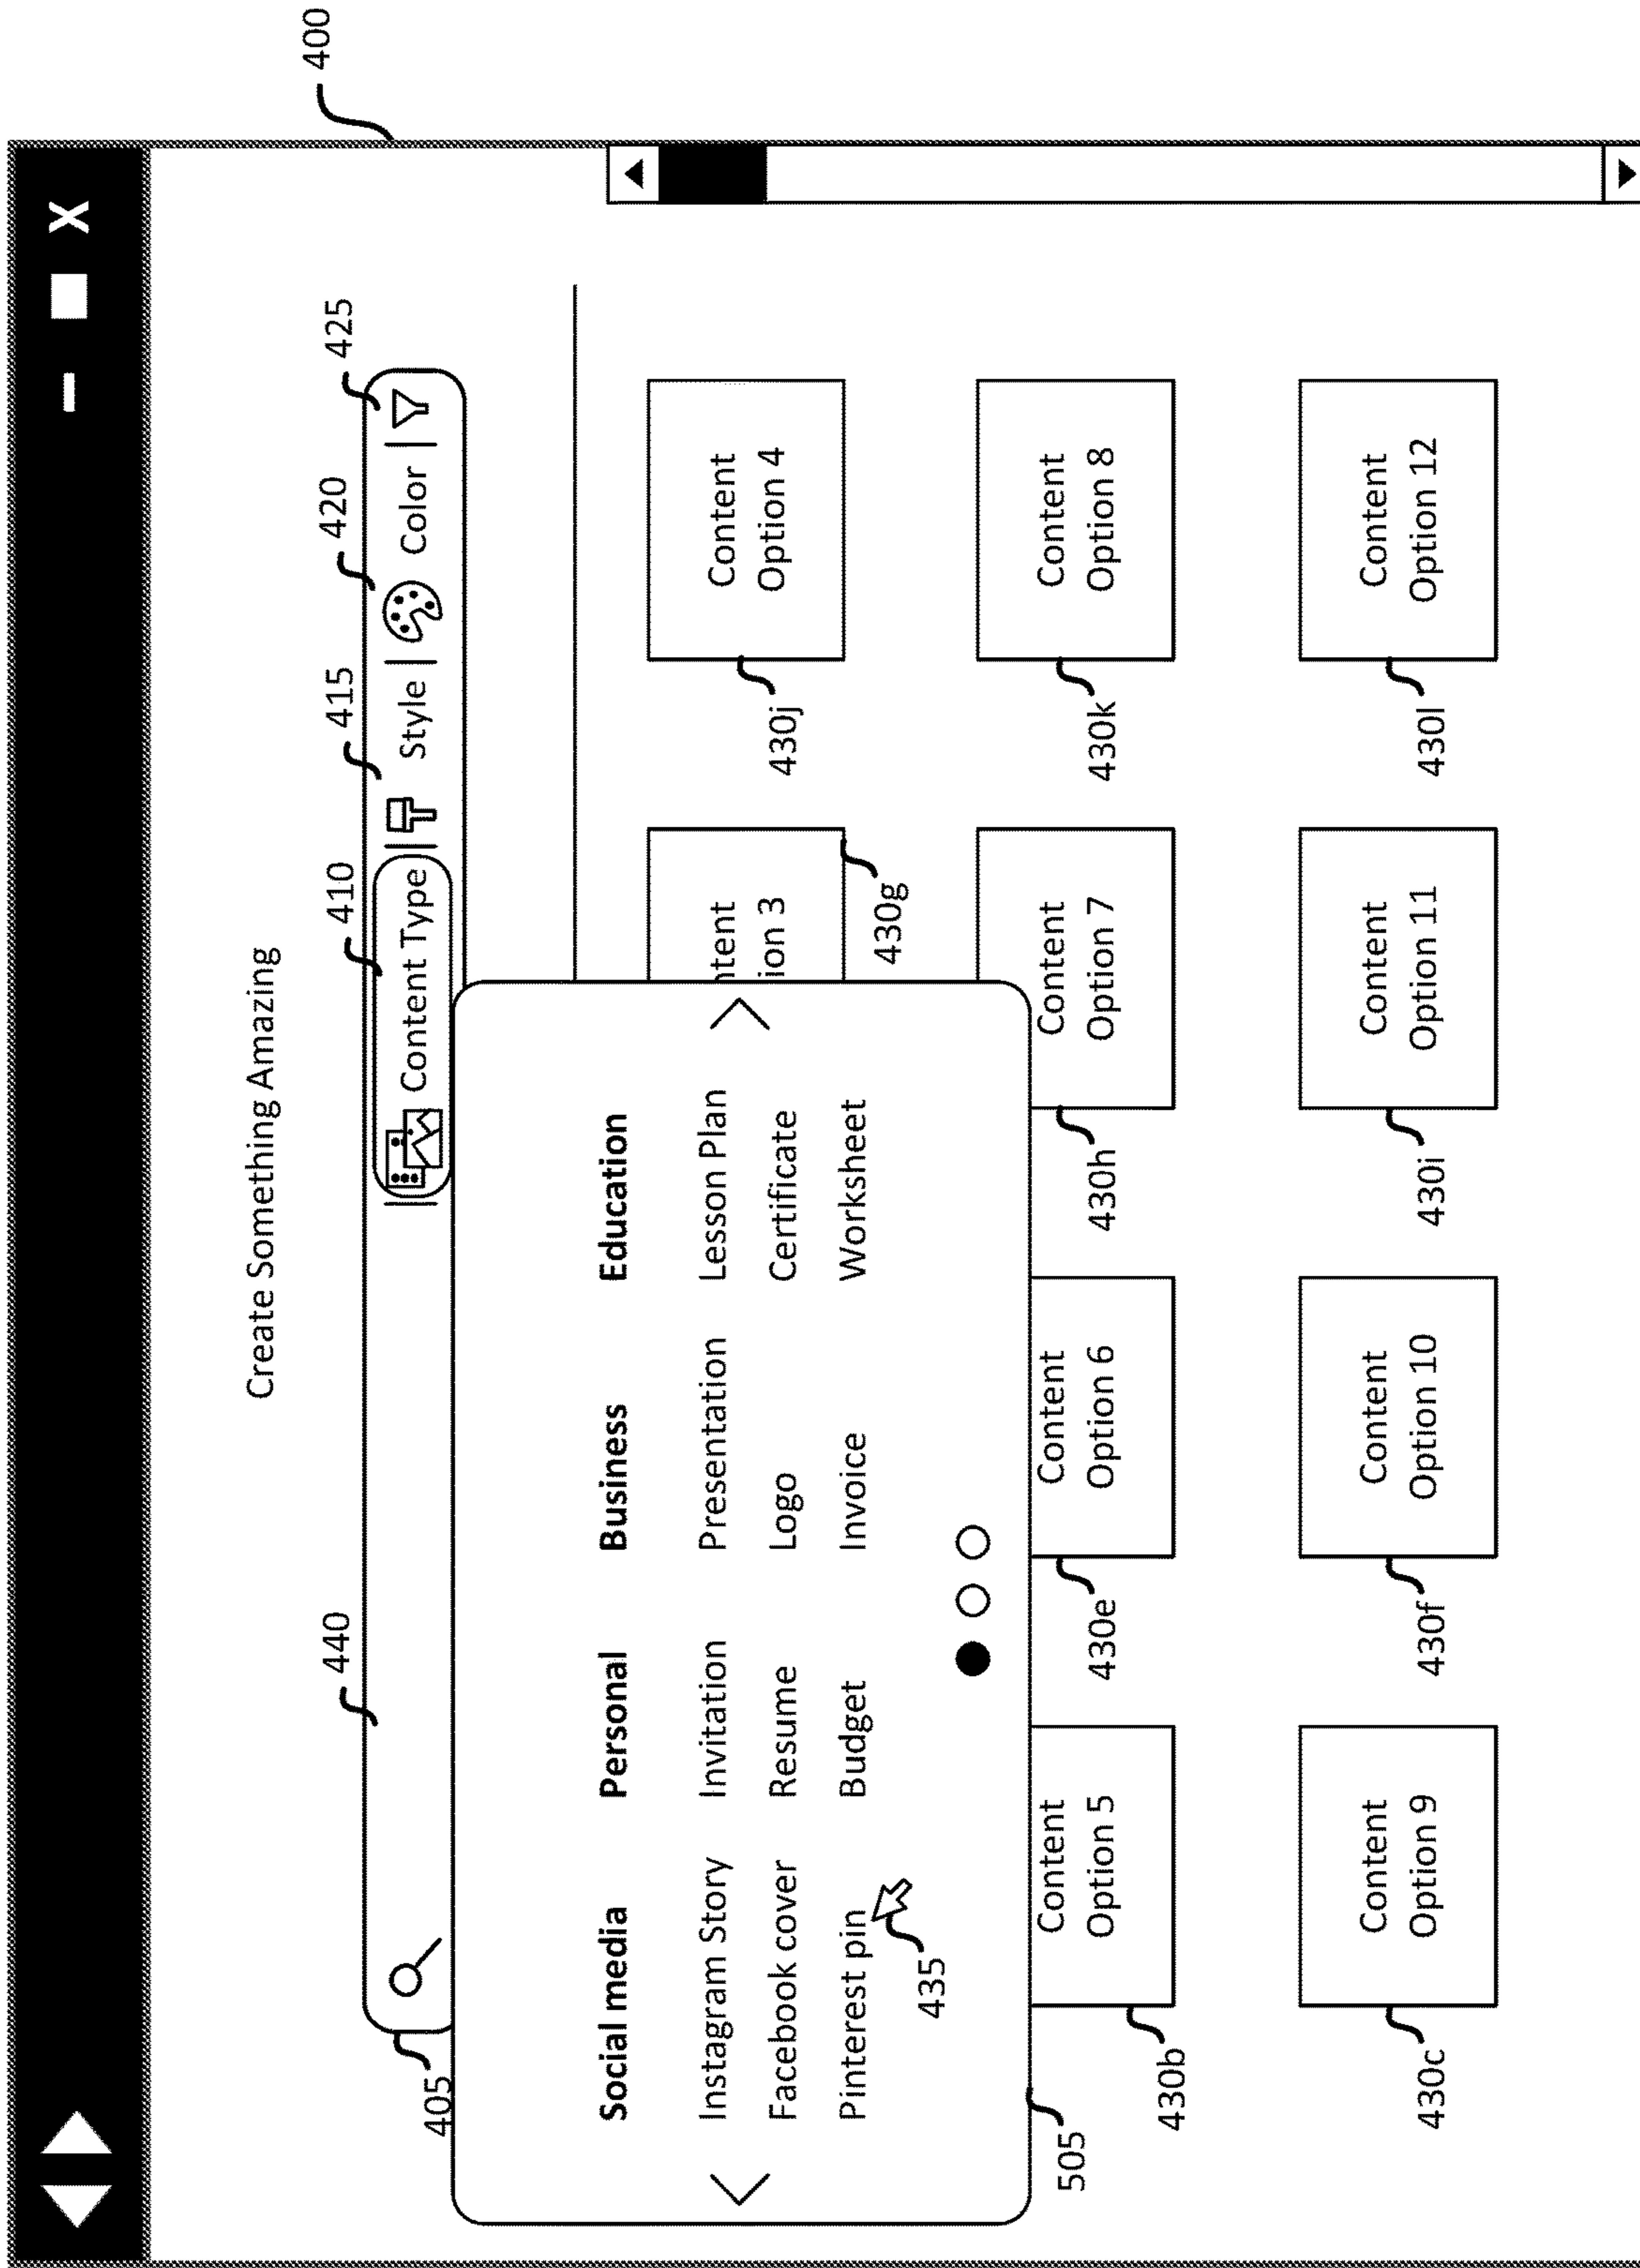 X
400
Create Something Amazing
440
410
415
420
425
Content Type
Style
Color
405
Social media
Personal
Business
Education
Instagram Story
Invitation
Presentation
Lesson Plan
Facebook cover
Resume
Logo
Certificate
Pinterest pin
Budget
Invoice
Worksheet
435
505
ntent
ion 3
430g
Content
Option 4
430j
Content
Option 5
430b
Content
Option 6
430e
Content
Option 7
430h
Content
Option 8
430k
Content
Option 9
430c
Content
Option 10
430f
Content
Option 11
430i
Content
Option 12
430l